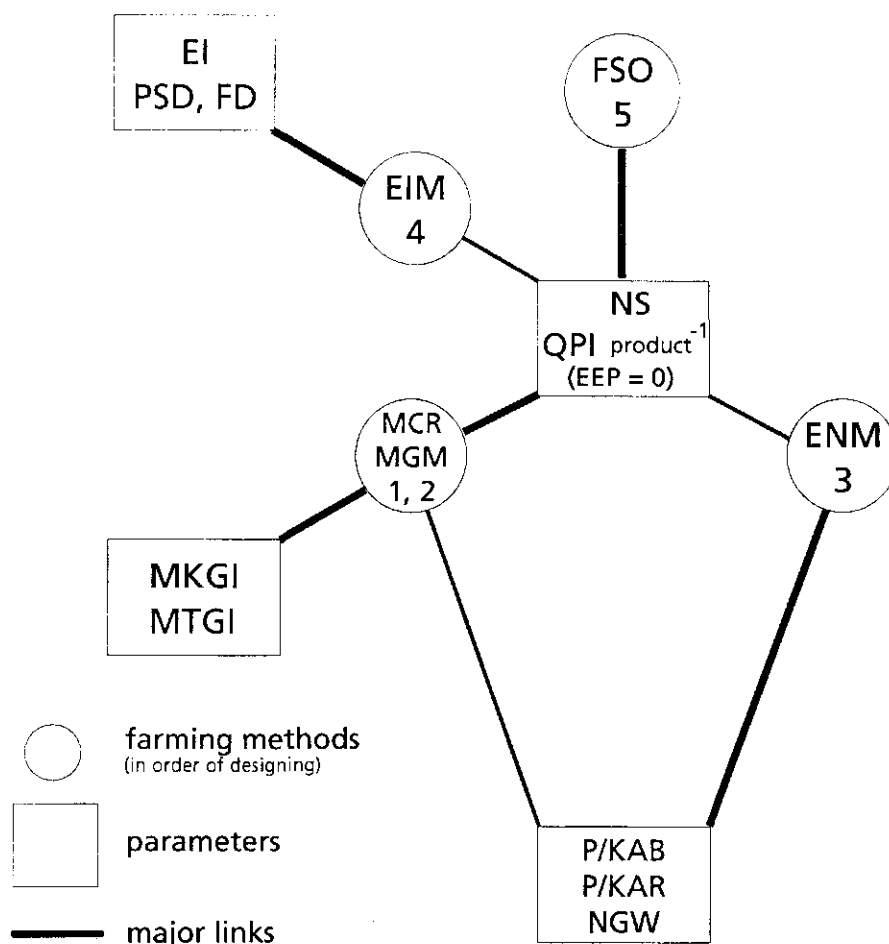 EI
PSD, FD
FSO
5
EIM
4
NS
QPI product⁻¹
(EEP = 0)
MCR
MGM
1, 2
ENM
3
MKGI
MTGI
P/KAB
P/KAR
NGW
farming methods
(in order of designing)
parameters
major links